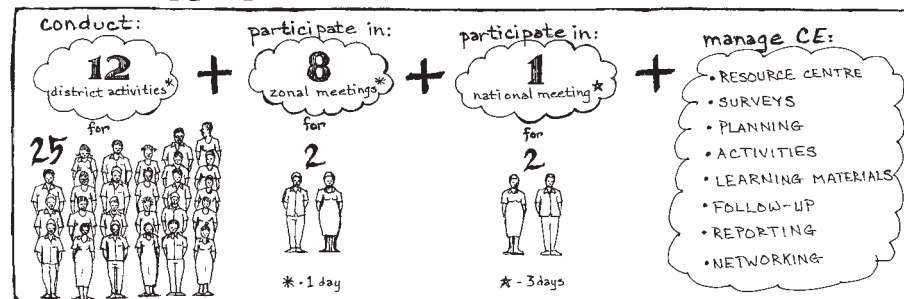 conduct:
12
district activities*
for
25
+
participate in:
8
zonal meetings*
for
2
* - 1 day
+
participate in:
1
national meeting☆
for
2
☆ - 3 days
+
manage CE:
• RESOURCE CENTRE
• SURVEYS
• PLANNING
• ACTIVITIES
• LEARNING MATERIALS
• FOLLOW-UP
• REPORTING
• NETWORKING